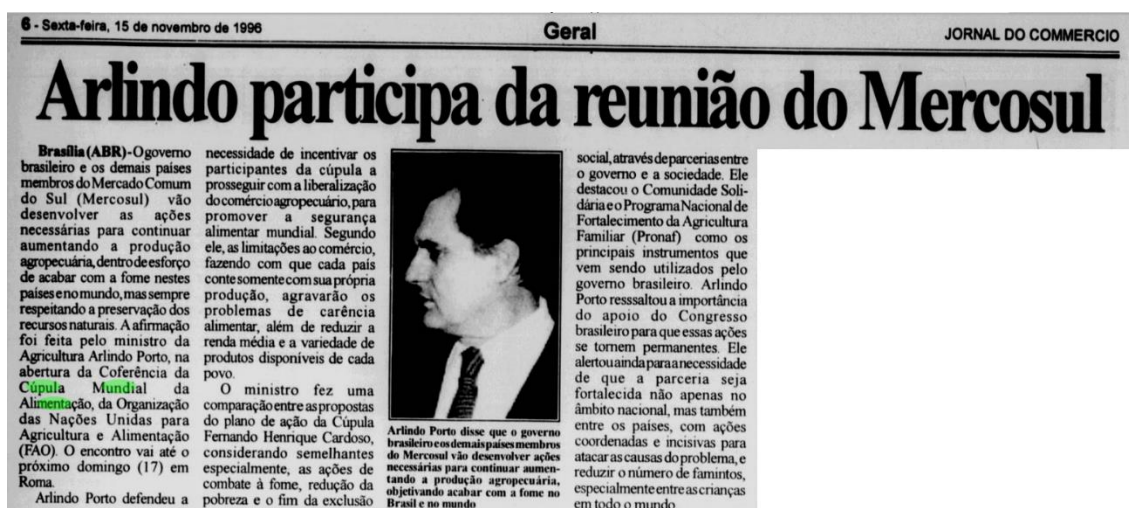 6 - Sexta-feira, 15 de novembro de 1996
Geral
JORNAL DO COMMERCIO
Arlindo participa da reunião do Mercosul
Brasília (ABR) - O governo
brasileiro e os demais países
membros do Mercado Comum
do Sul (Mercosul) vão
desenvolver as ações
necessárias para continuar
aumentando a produção
agropecuária, dentro de esforço
de acabar com a fome nestes
países e no mundo, mas sempre
respeitando a preservação dos
recursos naturais. A afirmação
foi feita pelo ministro da
Agricultura Arlindo Porto, na
abertura da Coferência da
Cúpula Mundial da
Alimentação, da Organização
das Nações Unidas para
Agricultura e Alimentação
(FAO). O encontro vai até o
próximo domingo (17) em
Roma.
Arlindo Porto defendeu a
necessidade de incentivar os
participantes da cúpula a
prosseguir com a liberalização
do comércio agropecuário, para
promover a segurança
alimentar mundial. Segundo
ele, as limitações ao comércio,
fazendo com que cada país
conte somente com sua própria
produção, agravarão os
problemas de carência
alimentar, além de reduzir a
renda média e a variedade de
produtos disponíveis de cada
povo.
O ministro fez uma
comparação entre as propostas
do plano de ação da Cúpula
Fernando Henrique Cardoso,
considerando semelhantes
especialmente, as ações de
combate à fome, redução da
pobreza e o fim da exclusão
Arlindo Porto disse que o governo
brasileiro e os demais países membros
do Mercosul vão desenvolver ações
necessárias para continuar aumen-
tando a produção agropecuária,
objetivando acabar com a fome no
Brasil e no mundo
social, através de parcerias entre
o governo e a sociedade. Ele
destacou o Comunidade Soli-
dária e o Programa Nacional de
Fortalecimento da Agricultura
Familiar (Pronaf) como os
principais instrumentos que
vem sendo utilizados pelo
governo brasileiro. Arlindo
Porto resssaltou a importância
do apoio do Congresso
brasileiro para que essas ações
se tornem permanentes. Ele
alertou ainda para a necessidade
de que a parceria seja
fortalecida não apenas no
âmbito nacional, mas também
entre os países, com ações
coordenadas e incisivas para
atacar as causas do problema, e
reduzir o número de famintos,
especialmente entre as crianças
em todo o mundo